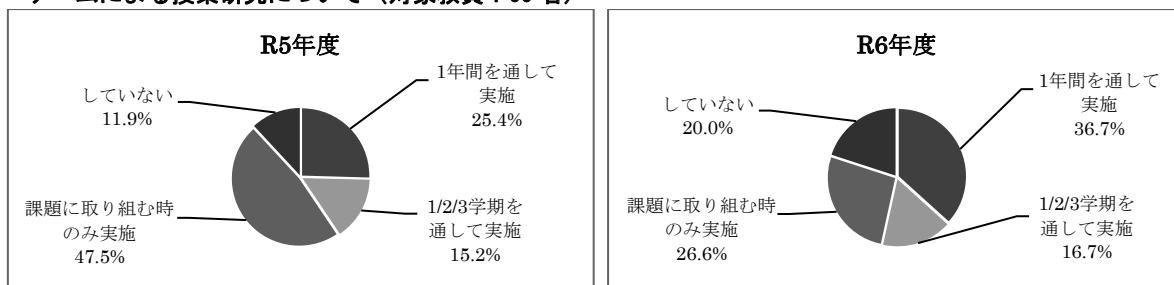 R5年度
1年間を通して
実施
25.4%
1/2/3学期を
通して実施
15.2%
課題に取り組む時
のみ実施
47.5%
していない
11.9%
R6年度
1年間を通して
実施
36.7%
1/2/3学期を
通して実施
16.7%
課題に取り組む時
のみ実施
26.6%
していない
20.0%